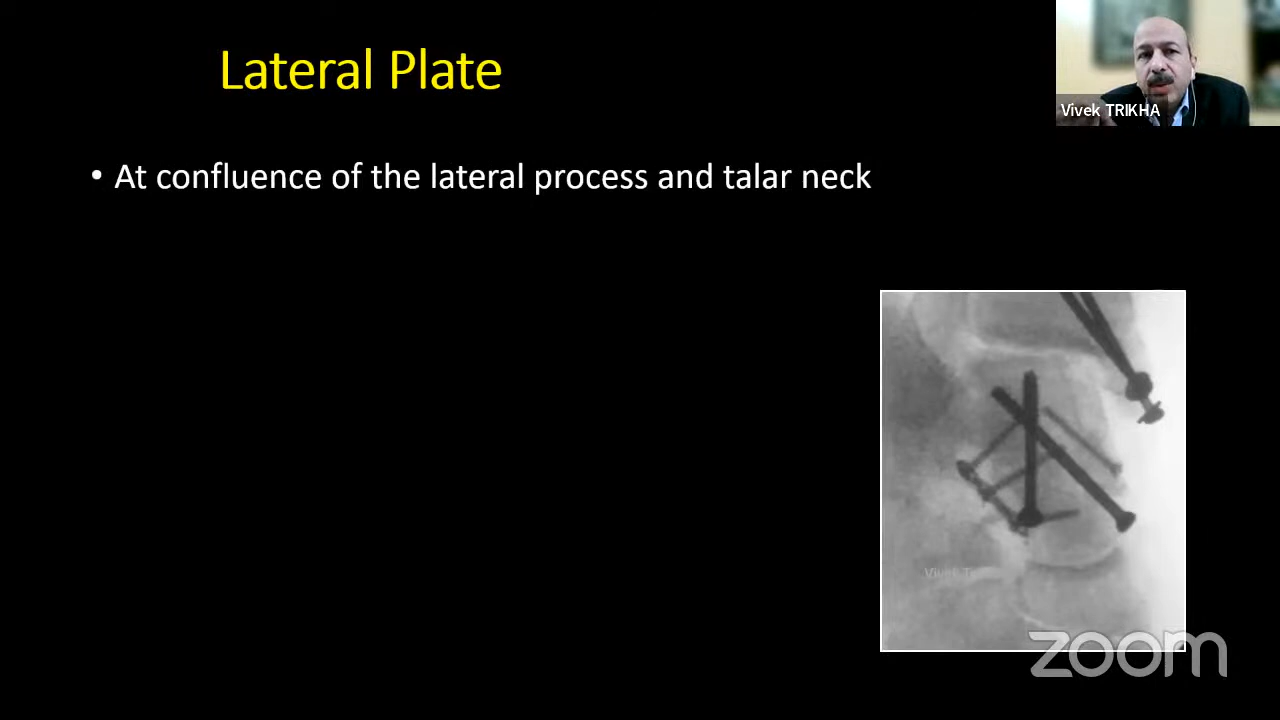 Lateral Plate
Vivek TRIKHA
• At confluence of the lateral process and talar neck
zoom